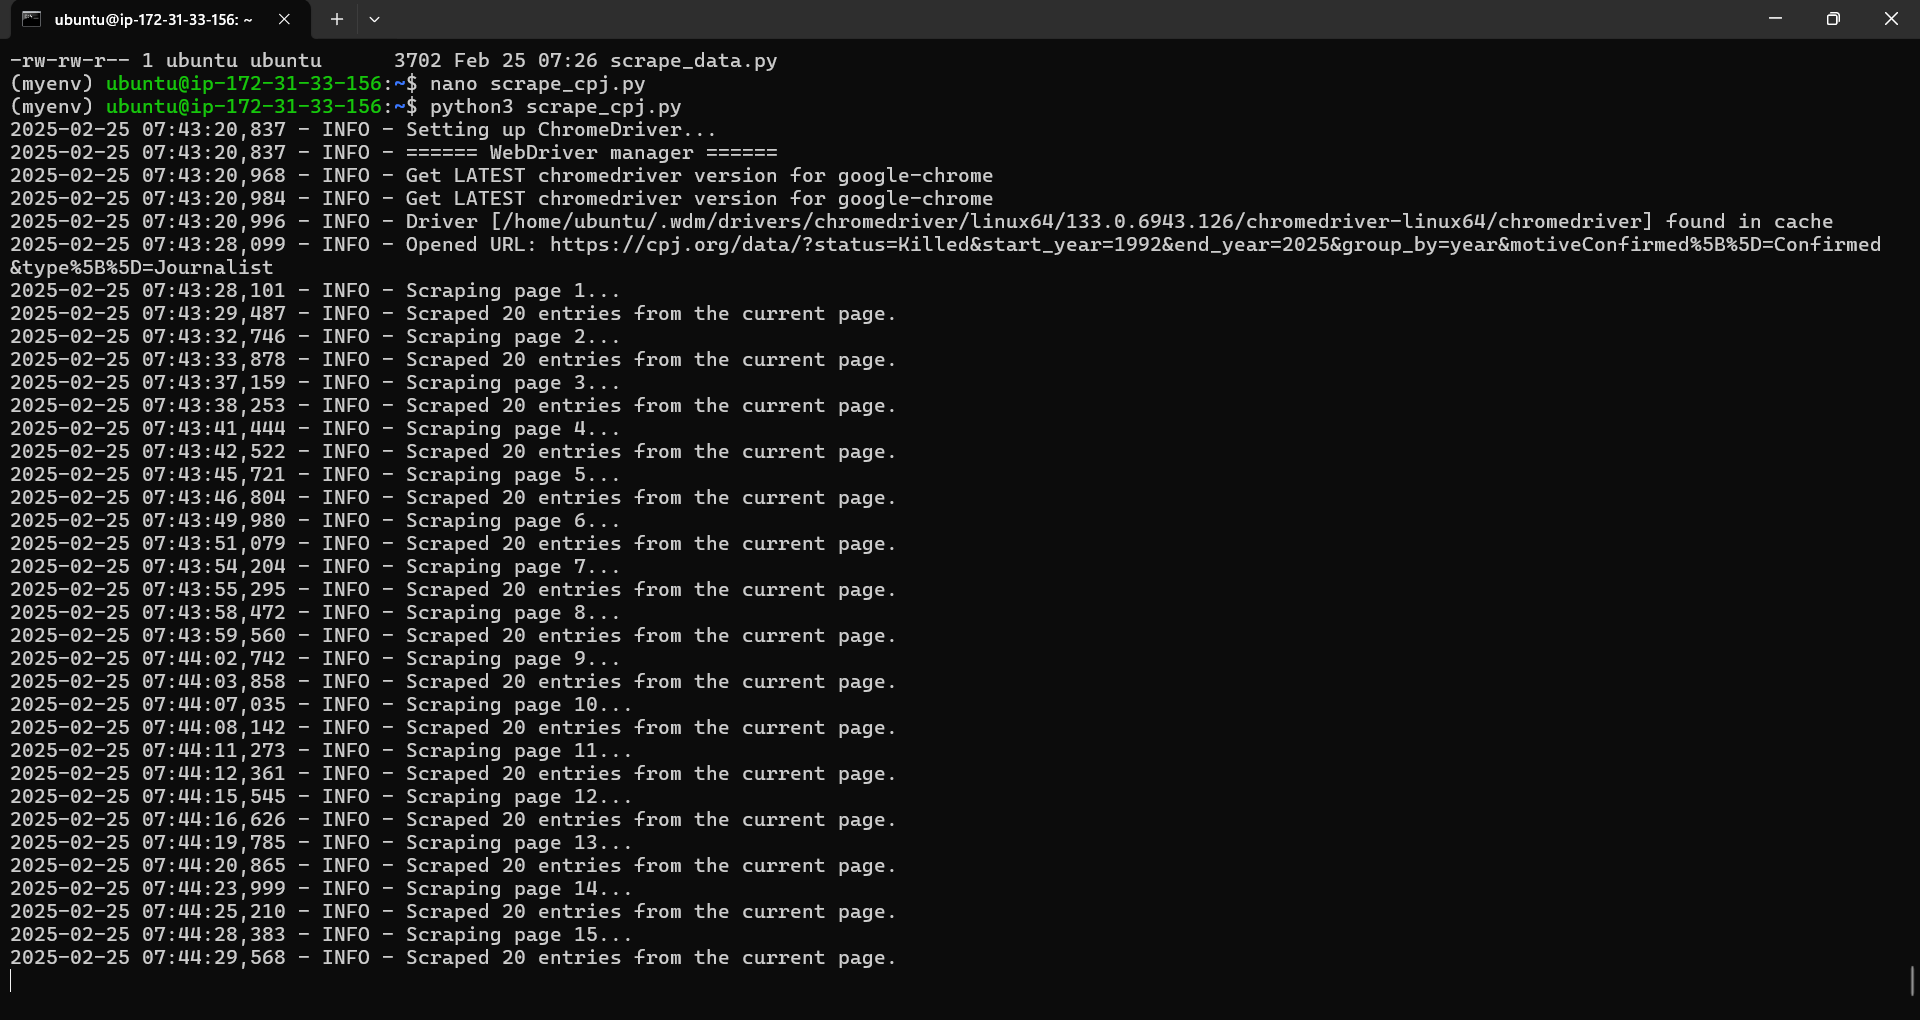 ubuntu@ip-172-31-33-156: ~
-rw-rw-r-- 1 ubuntu ubuntu      3702 Feb 25 07:26 scrape_data.py
(myenv) ubuntu@ip-172-31-33-156:~$ nano scrape_cpj.py
(myenv) ubuntu@ip-172-31-33-156:~$ python3 scrape_cpj.py
2025-02-25 07:43:20,837 - INFO - Setting up ChromeDriver...
2025-02-25 07:43:20,837 - INFO - ====== WebDriver manager ======
2025-02-25 07:43:20,968 - INFO - Get LATEST chromedriver version for google-chrome
2025-02-25 07:43:20,984 - INFO - Get LATEST chromedriver version for google-chrome
2025-02-25 07:43:20,996 - INFO - Driver [/home/ubuntu/.wdm/drivers/chromedriver/linux64/133.0.6943.126/chromedriver-linux64/chromedriver] found in cache
2025-02-25 07:43:28,099 - INFO - Opened URL: https://cpj.org/data/?status=Killed&start_year=1992&end_year=2025&group_by=year&motiveConfirmed%5B%5D=Confirmed
&type%5B%5D=Journalist
2025-02-25 07:43:28,101 - INFO - Scraping page 1...
2025-02-25 07:43:29,487 - INFO - Scraped 20 entries from the current page.
2025-02-25 07:43:32,746 - INFO - Scraping page 2...
2025-02-25 07:43:33,878 - INFO - Scraped 20 entries from the current page.
2025-02-25 07:43:37,159 - INFO - Scraping page 3...
2025-02-25 07:43:38,253 - INFO - Scraped 20 entries from the current page.
2025-02-25 07:43:41,444 - INFO - Scraping page 4...
2025-02-25 07:43:42,522 - INFO - Scraped 20 entries from the current page.
2025-02-25 07:43:45,721 - INFO - Scraping page 5...
2025-02-25 07:43:46,804 - INFO - Scraped 20 entries from the current page.
2025-02-25 07:43:49,980 - INFO - Scraping page 6...
2025-02-25 07:43:51,079 - INFO - Scraped 20 entries from the current page.
2025-02-25 07:43:54,204 - INFO - Scraping page 7...
2025-02-25 07:43:55,295 - INFO - Scraped 20 entries from the current page.
2025-02-25 07:43:58,472 - INFO - Scraping page 8...
2025-02-25 07:43:59,560 - INFO - Scraped 20 entries from the current page.
2025-02-25 07:44:02,742 - INFO - Scraping page 9...
2025-02-25 07:44:03,858 - INFO - Scraped 20 entries from the current page.
2025-02-25 07:44:07,035 - INFO - Scraping page 10...
2025-02-25 07:44:08,142 - INFO - Scraped 20 entries from the current page.
2025-02-25 07:44:11,273 - INFO - Scraping page 11...
2025-02-25 07:44:12,361 - INFO - Scraped 20 entries from the current page.
2025-02-25 07:44:15,545 - INFO - Scraping page 12...
2025-02-25 07:44:16,626 - INFO - Scraped 20 entries from the current page.
2025-02-25 07:44:19,785 - INFO - Scraping page 13...
2025-02-25 07:44:20,865 - INFO - Scraped 20 entries from the current page.
2025-02-25 07:44:23,999 - INFO - Scraping page 14...
2025-02-25 07:44:25,210 - INFO - Scraped 20 entries from the current page.
2025-02-25 07:44:28,383 - INFO - Scraping page 15...
2025-02-25 07:44:29,568 - INFO - Scraped 20 entries from the current page.